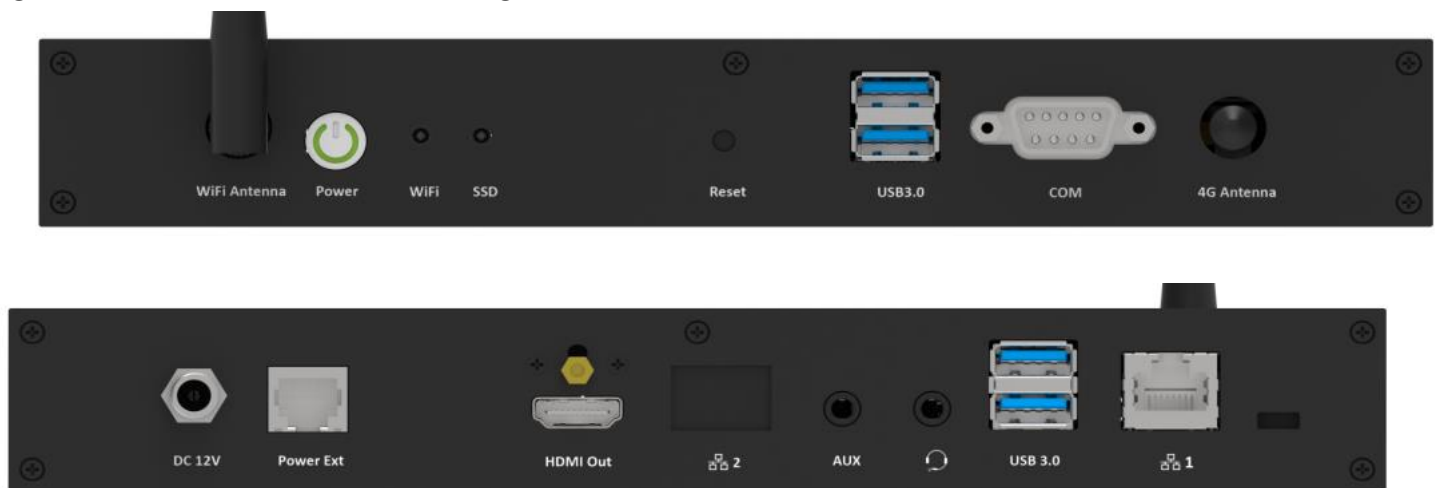 WiFi Antenna Power WiFi SSD Reset USB3.0 COM 4G Antenna
DC 12V Power Ext HDMI Out 2 AUX USB 3.0 1